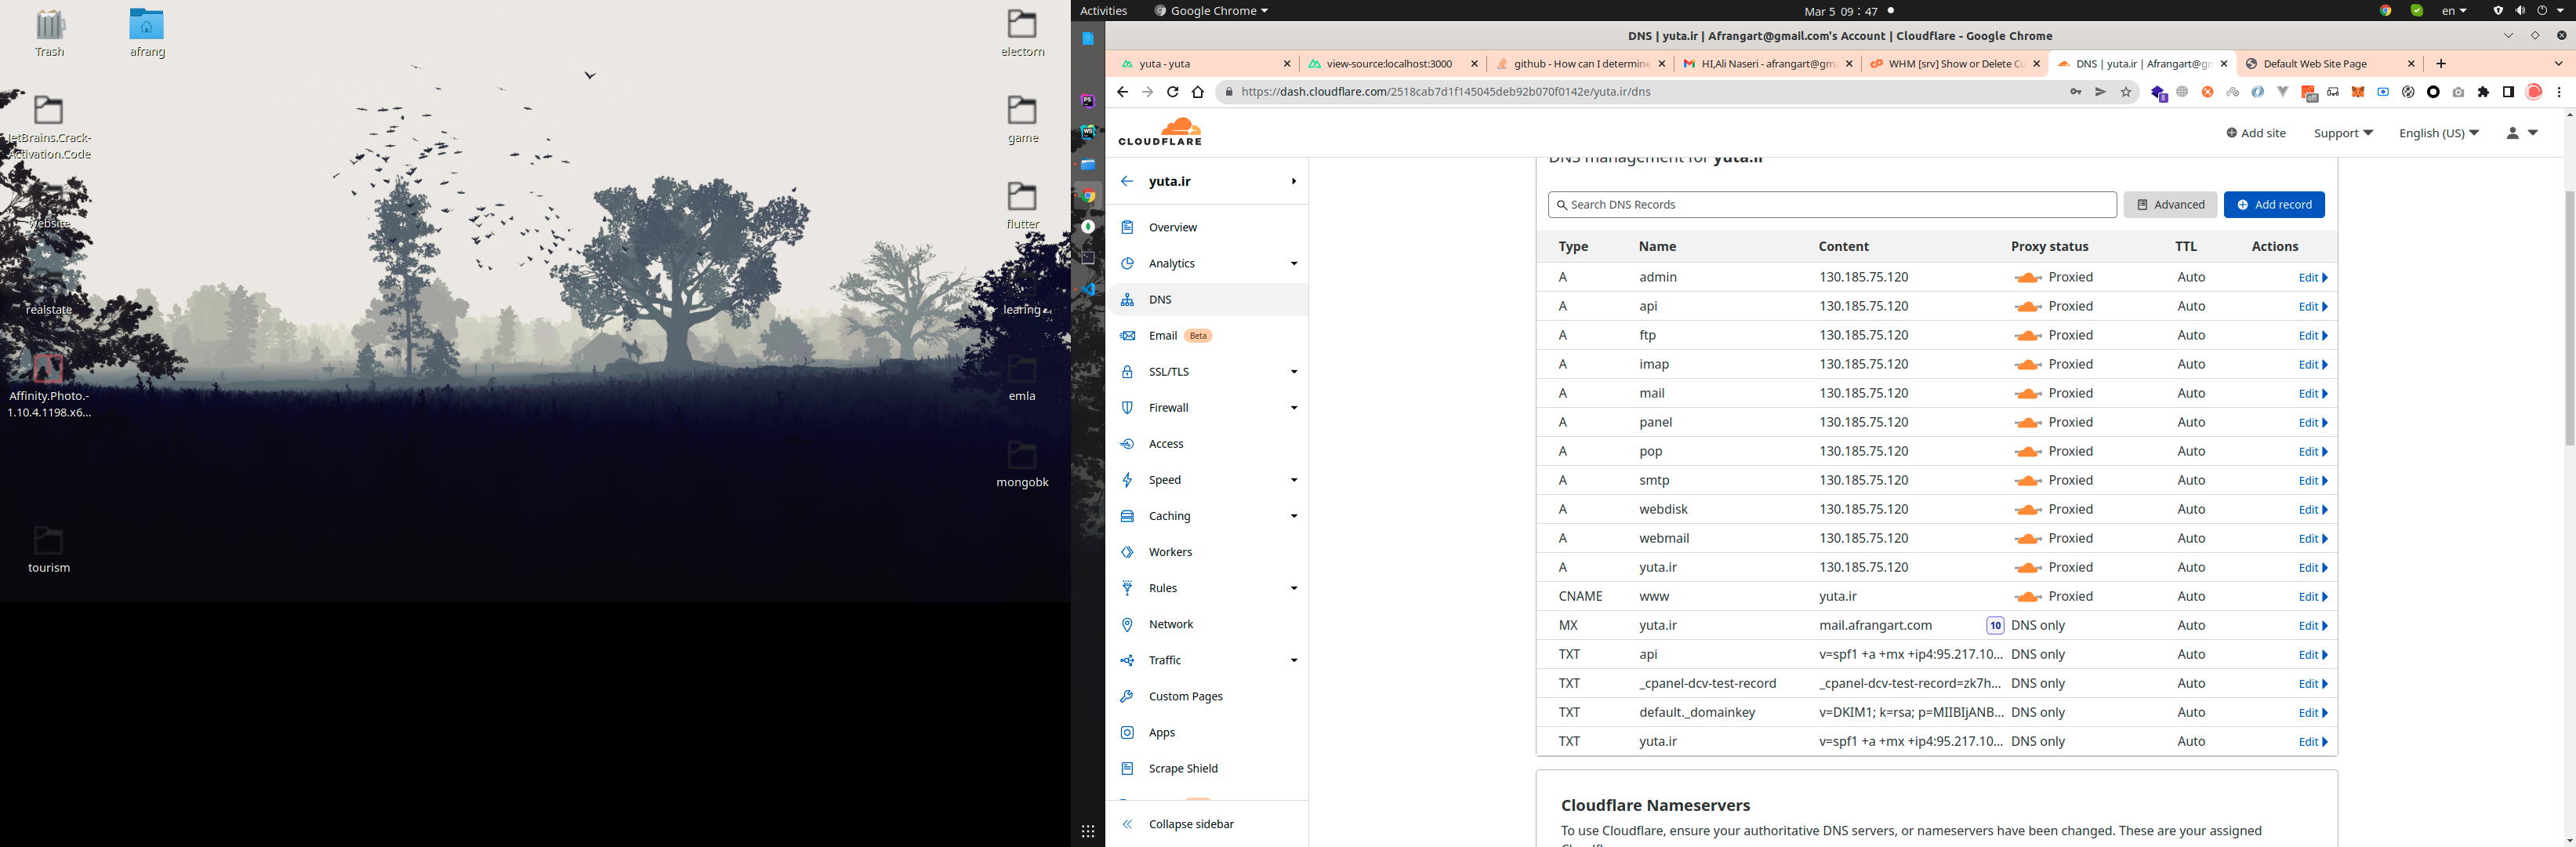 Trash
afrang
JetBrains.Crack-
Activation.Code
website
realstate
Affinity.Photo.-
1.10.4.1198.x6...
tourism
electorn
game
flutter
learing
emla
mongobk
Activities Google Chrome Mar 5 09:47 en
DNS | yuta.ir | Afrangart@gmail.com's Account | Cloudflare - Google Chrome
yuta - yuta
view-source:localhost:3000
github - How can I determine
HI,Ali Naseri - afrangart@gma
WHM [srv] Show or Delete Cu
DNS | yuta.ir | Afrangart@gm
Default Web Site Page
https://dash.cloudflare.com/2518cab7d1f145045deb92b070f0142e/yuta.ir/dns
CLOUDFLARE
Add site Support English (US)
yuta.ir
Overview
Analytics
DNS
Email Beta
SSL/TLS
Firewall
Access
Speed
Caching
Workers
Rules
Network
Traffic
Custom Pages
Apps
Scrape Shield
Collapse sidebar
DNS management for yuta.ir
Search DNS Records Advanced Add record
Type Name Content Proxy status TTL Actions
A admin 130.185.75.120 Proxied Auto Edit
A api 130.185.75.120 Proxied Auto Edit
A ftp 130.185.75.120 Proxied Auto Edit
A imap 130.185.75.120 Proxied Auto Edit
A mail 130.185.75.120 Proxied Auto Edit
A panel 130.185.75.120 Proxied Auto Edit
A pop 130.185.75.120 Proxied Auto Edit
A smtp 130.185.75.120 Proxied Auto Edit
A webdisk 130.185.75.120 Proxied Auto Edit
A webmail 130.185.75.120 Proxied Auto Edit
A yuta.ir 130.185.75.120 Proxied Auto Edit
CNAME www yuta.ir Proxied Auto Edit
MX yuta.ir mail.afrangart.com 10 DNS only Auto Edit
TXT api v=spf1 +a +mx +ip4:95.217.10... DNS only Auto Edit
TXT _cpanel-dcv-test-record _cpanel-dcv-test-record=zk7h... DNS only Auto Edit
TXT default._domainkey v=DKIM1; k=rsa; p=MIIBIjANB... DNS only Auto Edit
TXT yuta.ir v=spf1 +a +mx +ip4:95.217.10... DNS only Auto Edit
Cloudflare Nameservers
To use Cloudflare, ensure your authoritative DNS servers, or nameservers have been changed. These are your assigned